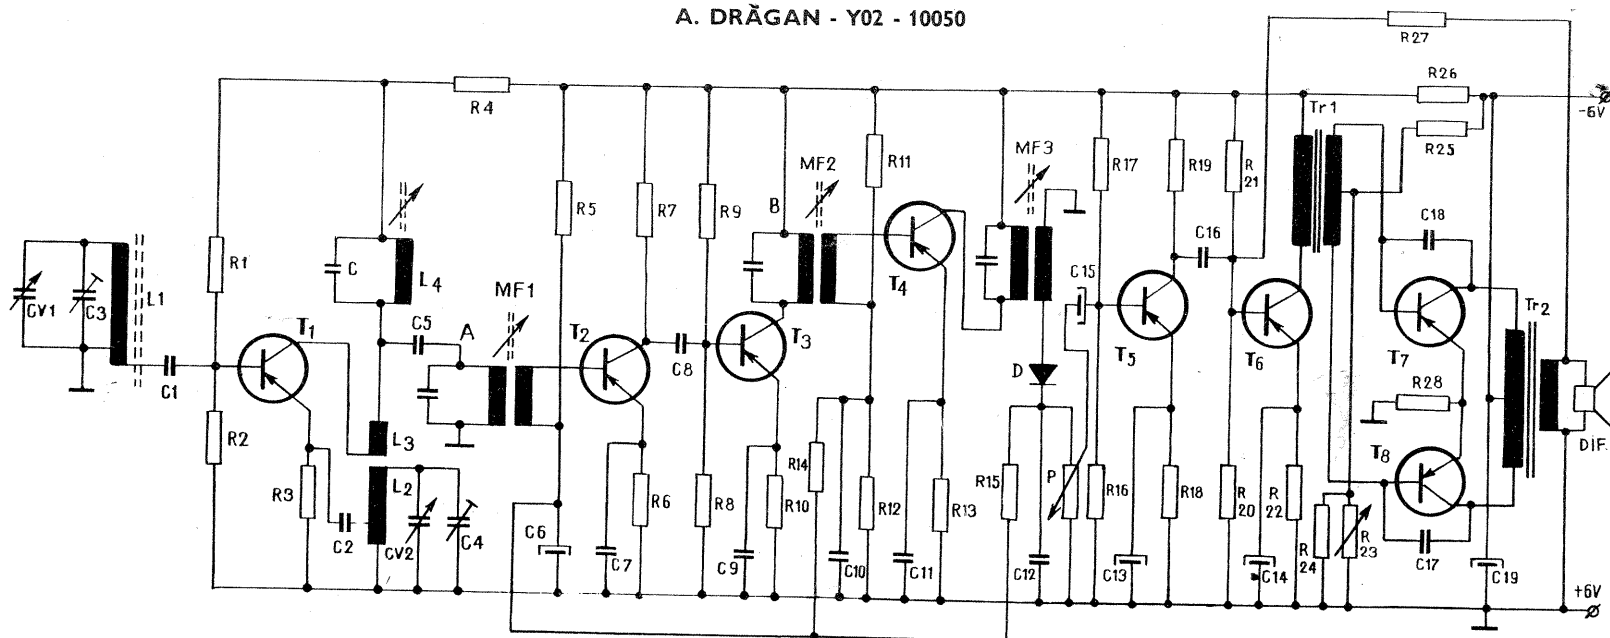 A. DRĂGAN - Y02 - 10050
R27
R26
Tr1
-6V
R4
R25
MF2
R11
MF3
R17
R19
R
21
R5
R7
R9
B
C18
C16
R1
C
L4
T4
C15
CV1
C3
L1
MF1
T1
C5
A
T2
T3
T5
T6
T7
Tr2
C1
C8
D
R28
R2
L3
T8
DIF.
R14
R15
P
R3
L2
R6
R8
R10
R12
R13
R16
R18
R
20
R
22
C2
CV2
C4
C6
C7
C9
C10
C11
C12
C13
C14
R
24
R
23
C17
C19
+6V